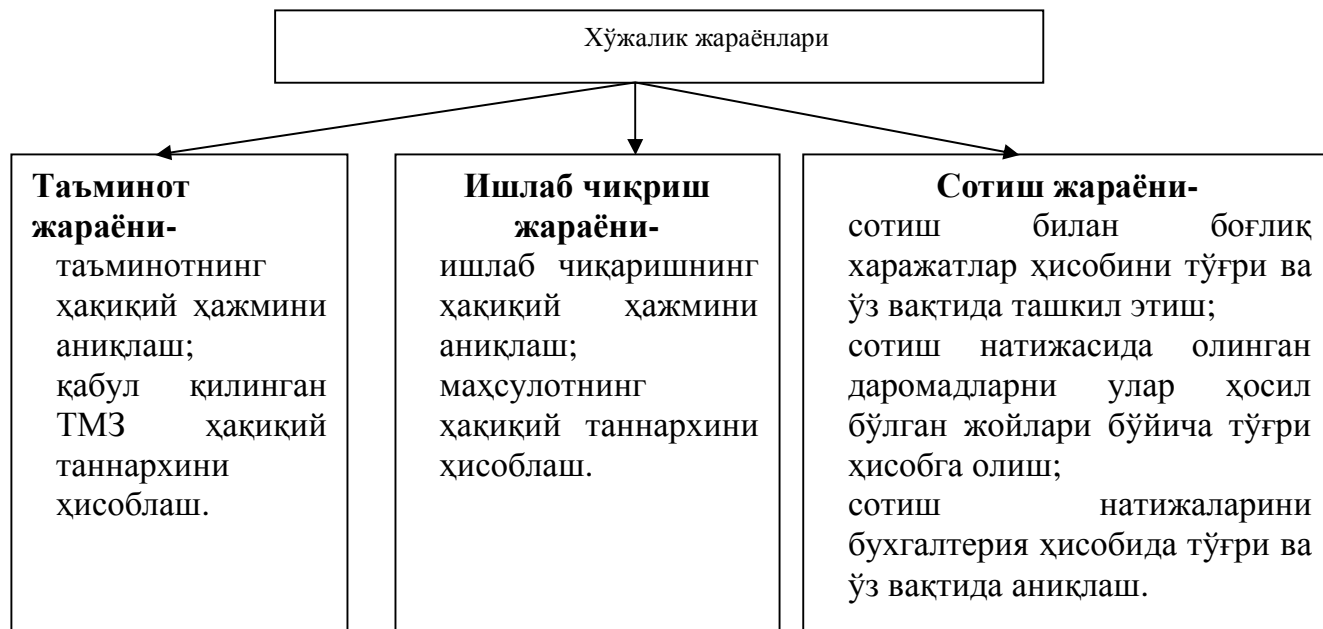 Хўжалик жараёнлари
Таъминот
жараёни-
таъминотнинг
ҳақиқий ҳажмини
аниқлаш;
қабул қилинган
ТМЗ ҳақиқий
таннархини
ҳисоблаш.
Ишлаб чиқриш
жараёни-
ишлаб чиқаришнинг
ҳақиқий ҳажмини
аниқлаш;
маҳсулотнинг
ҳақиқий таннархини
ҳисоблаш.
Сотиш жараёни-
сотиш билан боғлиқ
харажатлар ҳисобини тўғри ва
ўз вақтида ташкил этиш;
сотиш натижасида олинган
даромадларни улар ҳосил
бўлган жойлари бўйича тўғри
ҳисобга олиш;
сотиш натижаларини
бухгалтерия ҳисобида тўғри ва
ўз вақтида аниқлаш.